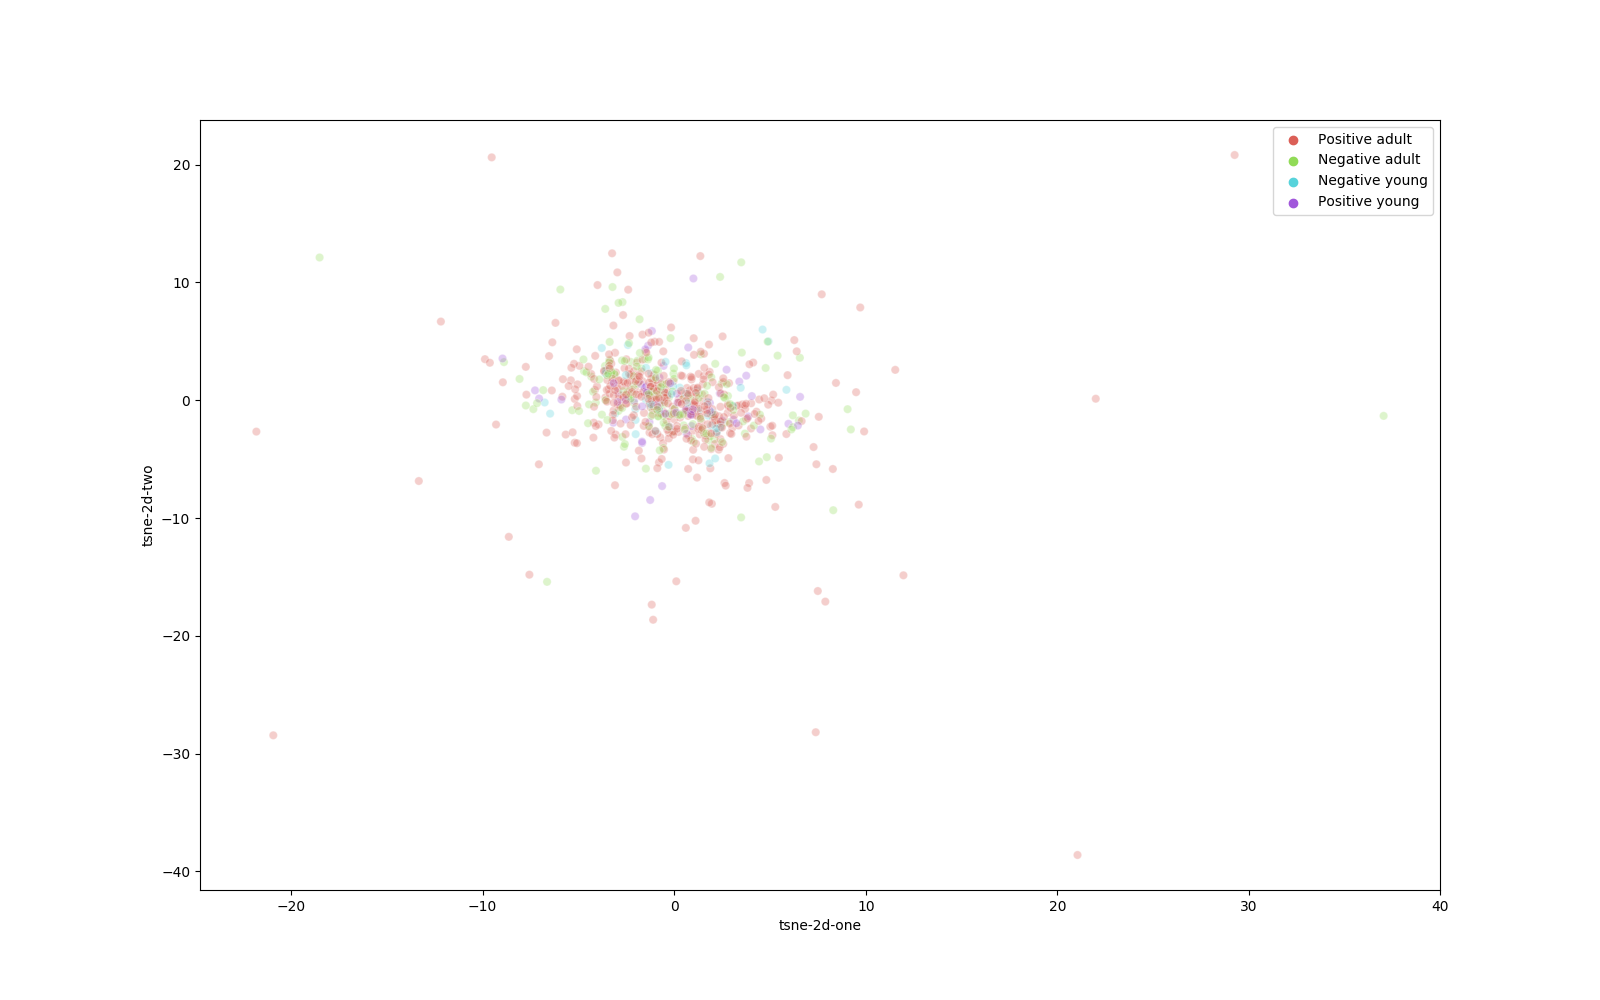 Positive adult
Negative adult
Negative young
Positive young
20
10
0
−10
−20
−30
−40
tsne-2d-two
−20
−10
0
10
20
30
40
tsne-2d-one